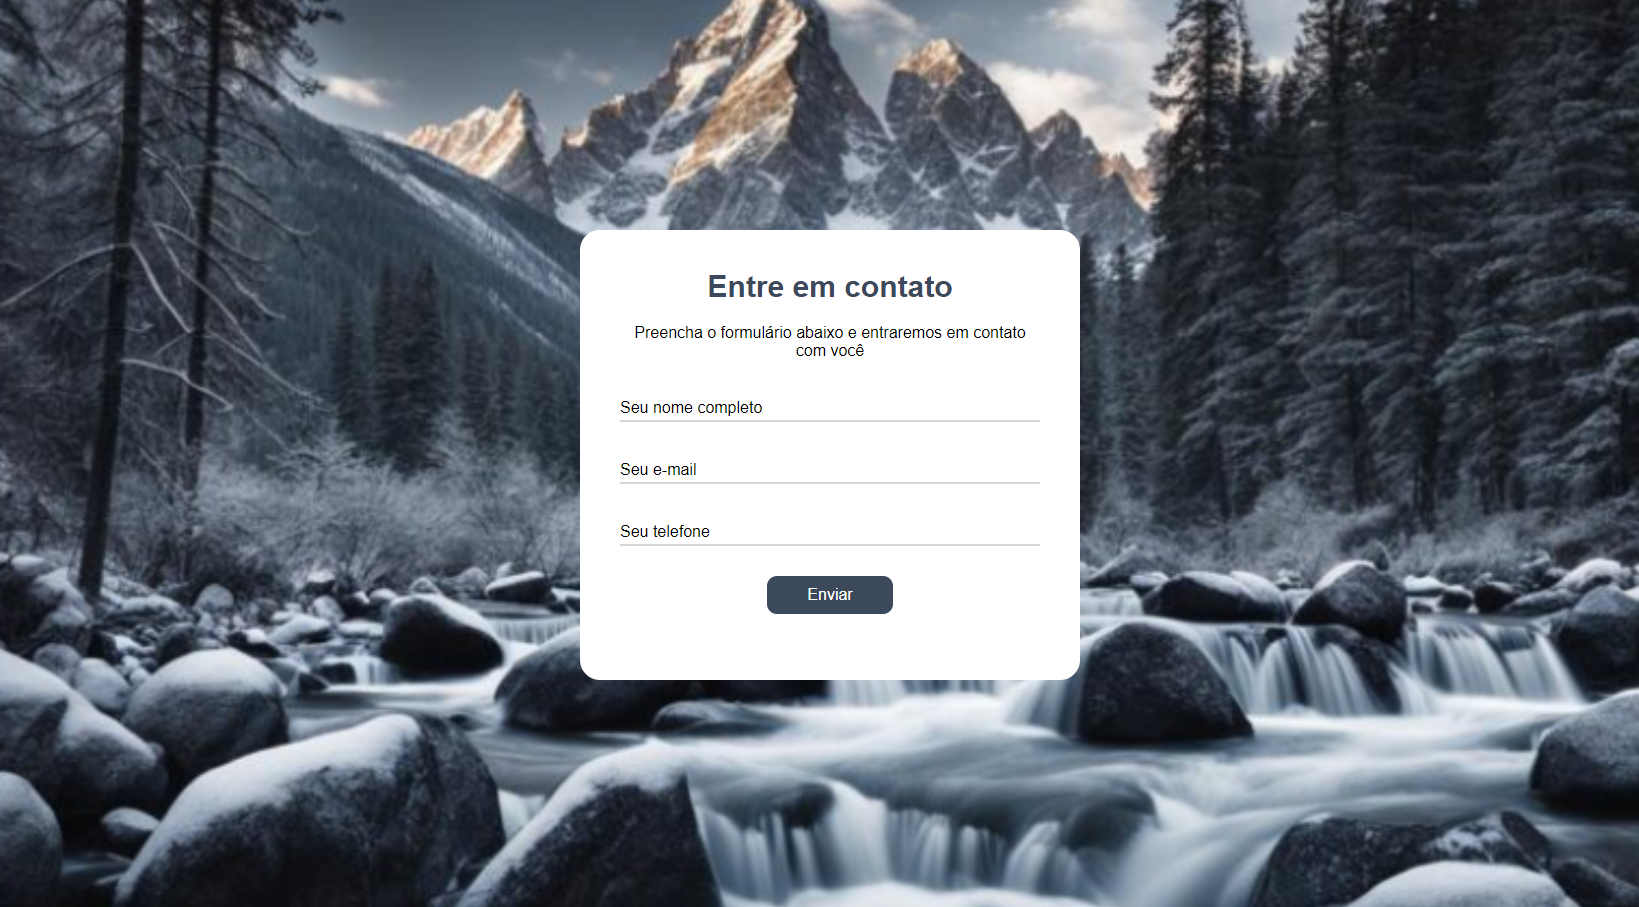 Entre em contato
Preencha o formulário abaixo e entraremos em contato
com você
Seu nome completo
Seu e-mail
Seu telefone
Enviar